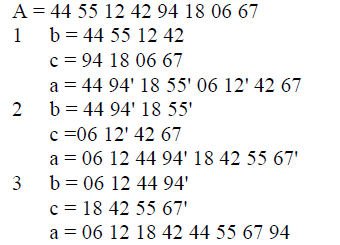 A = 44 55 12 42 94 18 06 67
1 b = 44 55 12 42
c = 94 18 06 67
a = 44 94' 18 55' 06 12' 42 67
2 b = 44 94' 18 55'
c =06 12' 42 67
a = 06 12 44 94' 18 42 55 67'
3 b = 06 12 44 94'
c = 18 42 55 67'
a = 06 12 18 42 44 55 67 94